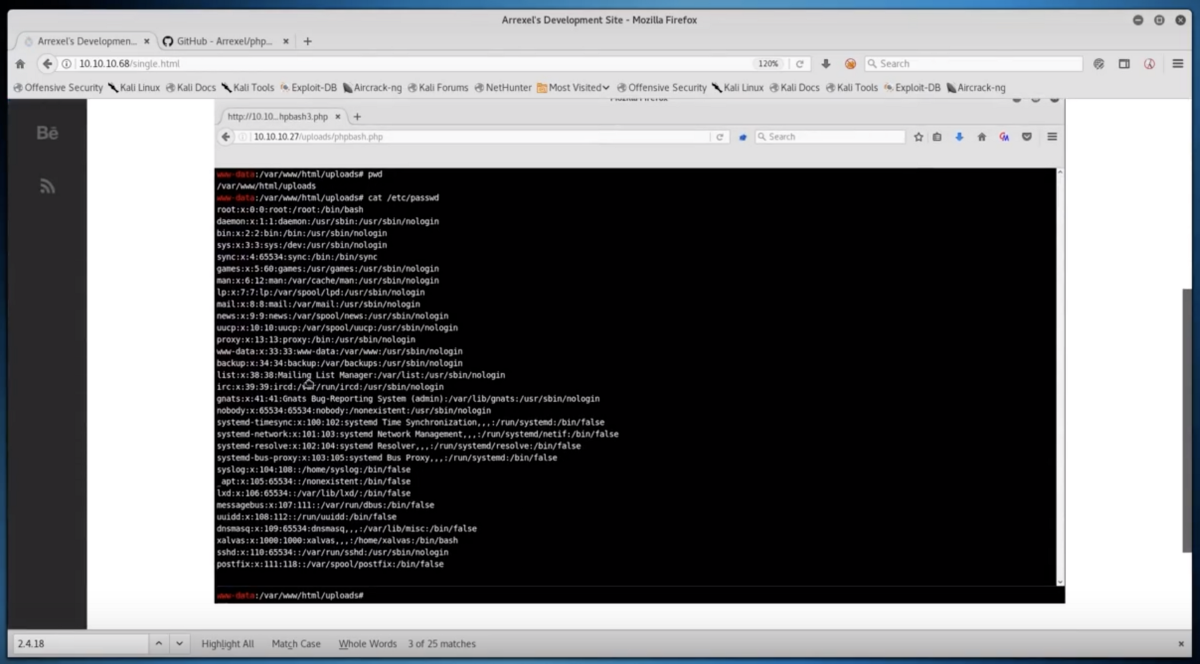 Arrexel's Development Site - Mozilla Firefox
Arrexel's Developmen... × GitHub - Arrexel/php... × +
10.10.10.68/single.html 120% Search
Offensive Security Kali Linux Kali Docs Kali Tools Exploit-DB Aircrack-ng Kali Forums NetHunter Most Visited Offensive Security Kali Linux Kali Docs Kali Tools Exploit-DB Aircrack-ng
Mozilla Firefox
Bē
http://10.10...hpbash3.php × +
10.10.10.27/uploads/phpbash.php Search
www-data:/var/www/html/uploads# pwd
/var/www/html/uploads
www-data:/var/www/html/uploads# cat /etc/passwd
root:x:0:0:root:/root:/bin/bash
daemon:x:1:1:daemon:/usr/sbin:/usr/sbin/nologin
bin:x:2:2:bin:/bin:/usr/sbin/nologin
sys:x:3:3:sys:/dev:/usr/sbin/nologin
sync:x:4:65534:sync:/bin:/bin/sync
games:x:5:60:games:/usr/games:/usr/sbin/nologin
man:x:6:12:man:/var/cache/man:/usr/sbin/nologin
lp:x:7:7:lp:/var/spool/lpd:/usr/sbin/nologin
mail:x:8:8:mail:/var/mail:/usr/sbin/nologin
news:x:9:9:news:/var/spool/news:/usr/sbin/nologin
uucp:x:10:10:uucp:/var/spool/uucp:/usr/sbin/nologin
proxy:x:13:13:proxy:/bin:/usr/sbin/nologin
www-data:x:33:33:www-data:/var/www:/usr/sbin/nologin
backup:x:34:34:backup:/var/backups:/usr/sbin/nologin
list:x:38:38:Mailing List Manager:/var/list:/usr/sbin/nologin
irc:x:39:39:ircd:/var/run/ircd:/usr/sbin/nologin
gnats:x:41:41:Gnats Bug-Reporting System (admin):/var/lib/gnats:/usr/sbin/nologin
nobody:x:65534:65534:nobody:/nonexistent:/usr/sbin/nologin
systemd-timesync:x:100:102:systemd Time Synchronization,,,:/run/systemd:/bin/false
systemd-network:x:101:103:systemd Network Management,,,:/run/systemd/netif:/bin/false
systemd-resolve:x:102:104:systemd Resolver,,,:/run/systemd/resolve:/bin/false
systemd-bus-proxy:x:103:105:systemd Bus Proxy,,,:/run/systemd:/bin/false
syslog:x:104:108::/home/syslog:/bin/false
_apt:x:105:65534::/nonexistent:/bin/false
lxd:x:106:65534::/var/lib/lxd/:/bin/false
messagebus:x:107:111::/var/run/dbus:/bin/false
uuidd:x:108:112::/run/uuidd:/bin/false
dnsmasq:x:109:65534:dnsmasq,,,:/var/lib/misc:/bin/false
xalvas:x:1000:1000:xalvas,,,:/home/xalvas:/bin/bash
sshd:x:110:65534::/var/run/sshd:/usr/sbin/nologin
postfix:x:111:118::/var/spool/postfix:/bin/false
www-data:/var/www/html/uploads#
2.4.18 Highlight All Match Case Whole Words 3 of 25 matches ×